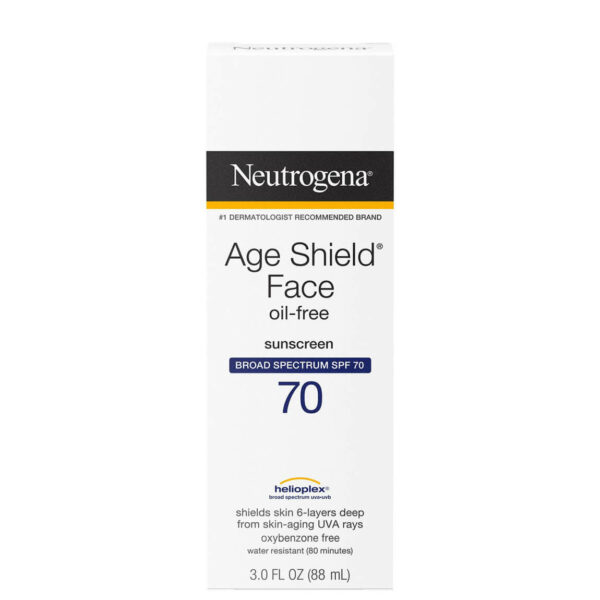 Neutrogena
Neutrogena®
#1 DERMATOLOGIST RECOMMENDED BRAND
Age Shield®
Face
oil-free
sunscreen
BROAD SPECTRUM SPF 70
70
helioplex®
broad spectrum uva•uvb
shields skin 6-layers deep
from skin-aging UVA rays
oxybenzone free
water resistant (80 minutes)
3.0 FL OZ (88 mL)